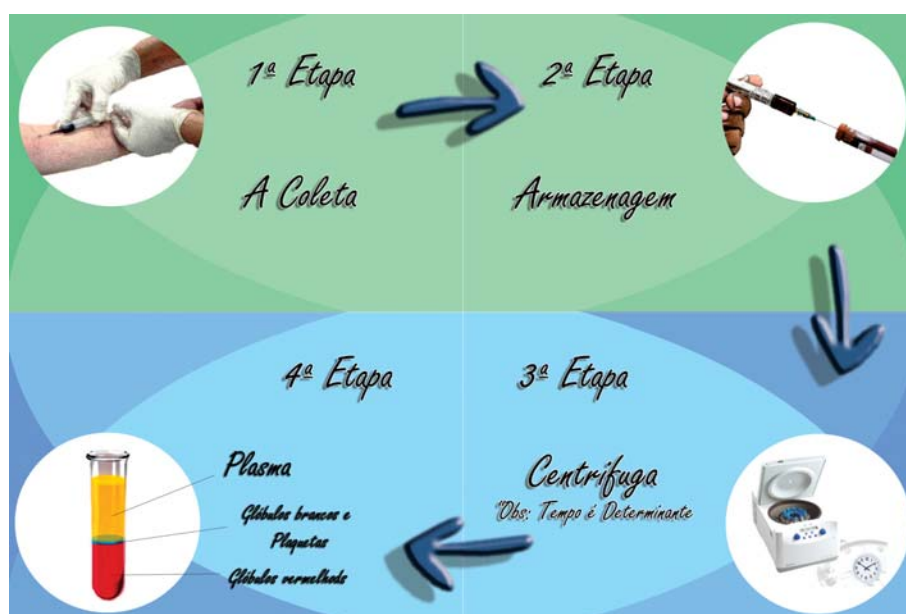 1ª Etapa
A Coleta
2ª Etapa
Armazenagem
3ª Etapa
Centrífuga
"Obs: Tempo é Determinante
4ª Etapa
Plasma
Glóbulos brancos e
Plaquetas
Glóbulos vermelhods